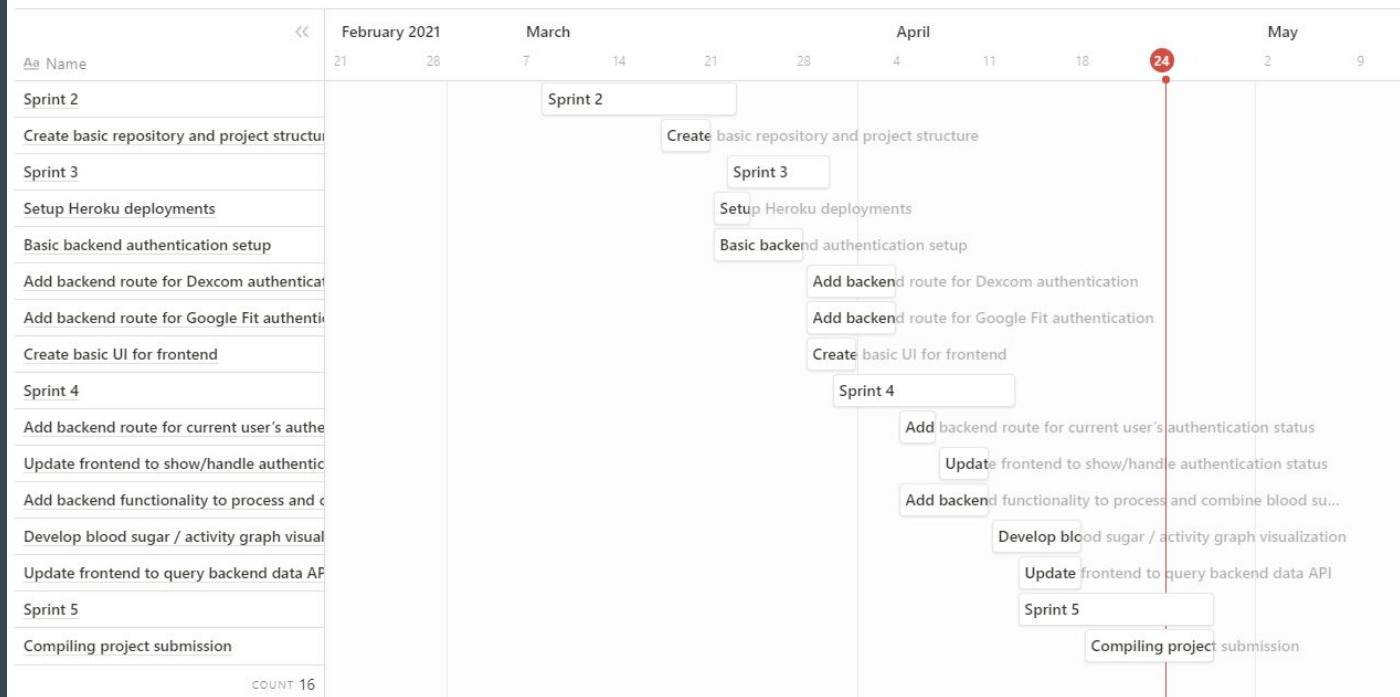 «
February 2021 March April May
Aa Name
21 28 7 14 21 28 4 11 18 24 2 9
Sprint 2 Sprint 2
Create basic repository and project structu Create basic repository and project structure
Sprint 3 Sprint 3
Setup Heroku deployments Setup Heroku deployments
Basic backend authentication setup Basic backend authentication setup
Add backend route for Dexcom authenticat Add backend route for Dexcom authentication
Add backend route for Google Fit authenti Add backend route for Google Fit authentication
Create basic UI for frontend Create basic UI for frontend
Sprint 4 Sprint 4
Add backend route for current user's authe Add backend route for current user's authentication status
Update frontend to show/handle authentic Update frontend to show/handle authentication status
Add backend functionality to process and c Add backend functionality to process and combine blood su...
Develop blood sugar / activity graph visual Develop blood sugar / activity graph visualization
Update frontend to query backend data AP Update frontend to query backend data API
Sprint 5 Sprint 5
Compiling project submission Compiling project submission
COUNT 16